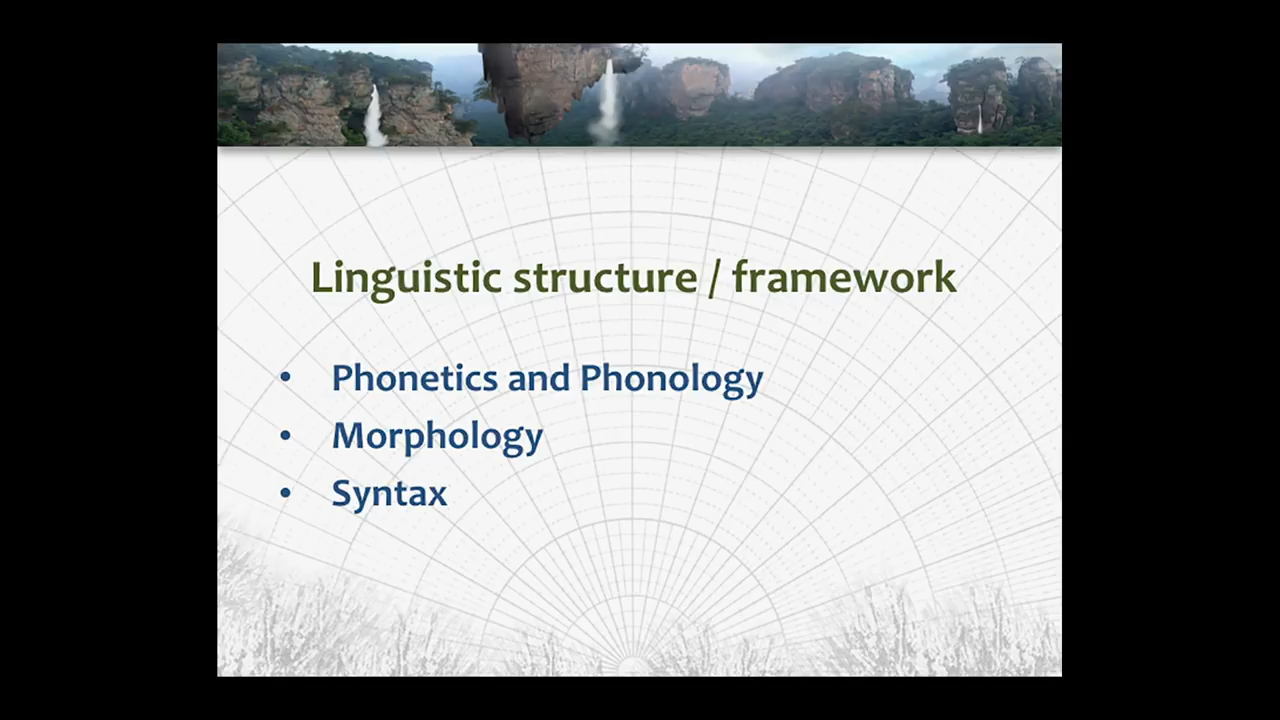 Linguistic structure / framework
• Phonetics and Phonology
• Morphology
• Syntax